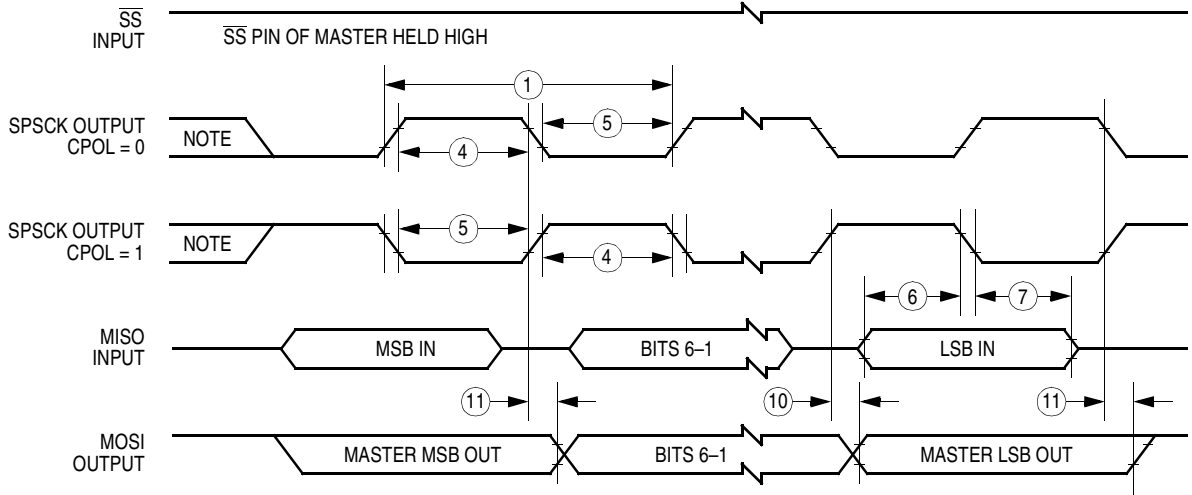 SS
INPUT
SS PIN OF MASTER HELD HIGH
1
SPSCK OUTPUT
CPOL = 0
NOTE
5
4
SPSCK OUTPUT
CPOL = 1
NOTE
5
4
6
7
MISO
INPUT
MSB IN
BITS 6–1
LSB IN
11
10
11
MOSI
OUTPUT
MASTER MSB OUT
BITS 6–1
MASTER LSB OUT